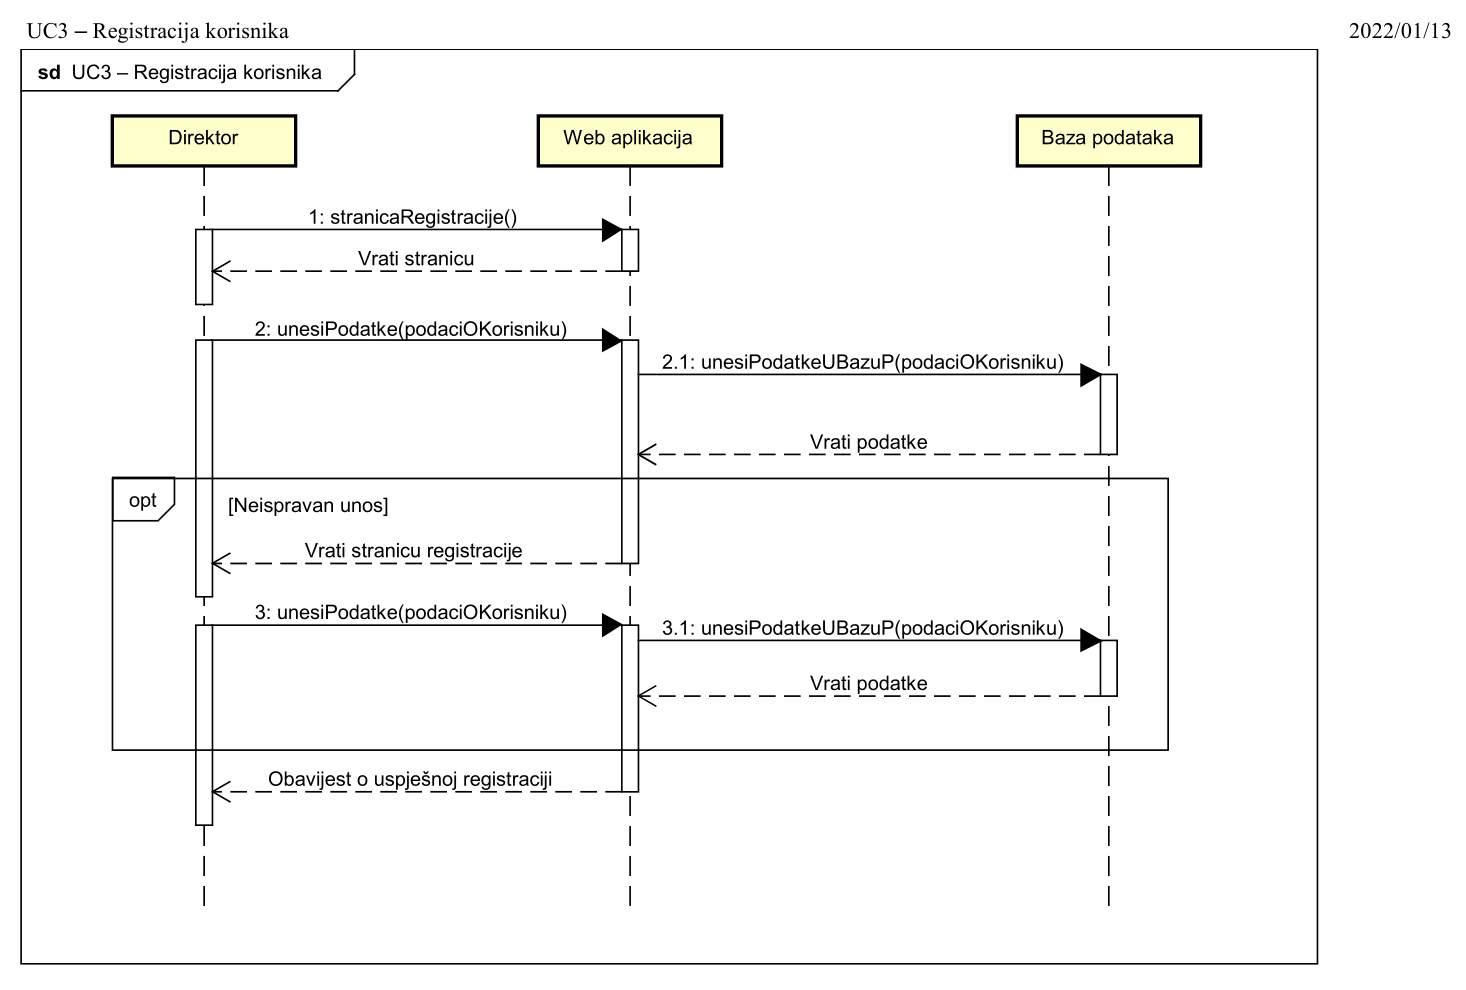 UC3 – Registracija korisnika
2022/01/13
sd UC3 – Registracija korisnika
Direktor
Web aplikacija
Baza podataka
1: stranicaRegistracije()
Vrati stranicu
2: unesiPodatke(podaciOKorisniku)
2.1: unesiPodatkeUBazuP(podaciOKorisniku)
Vrati podatke
opt
[Neispravan unos]
Vrati stranicu registracije
3: unesiPodatke(podaciOKorisniku)
3.1: unesiPodatkeUBazuP(podaciOKorisniku)
Vrati podatke
Obavijest o uspješnoj registraciji